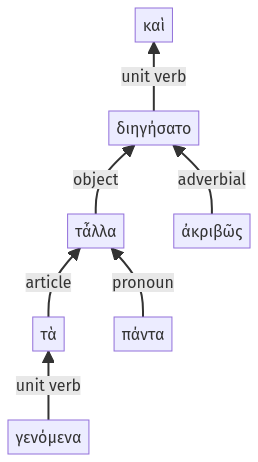 καὶ
unit verb
διηγήσατο
object
adverbial
τἆλλα
ἀκριβῶς
article
pronoun
τὰ
πάντα
unit verb
γενόμενα